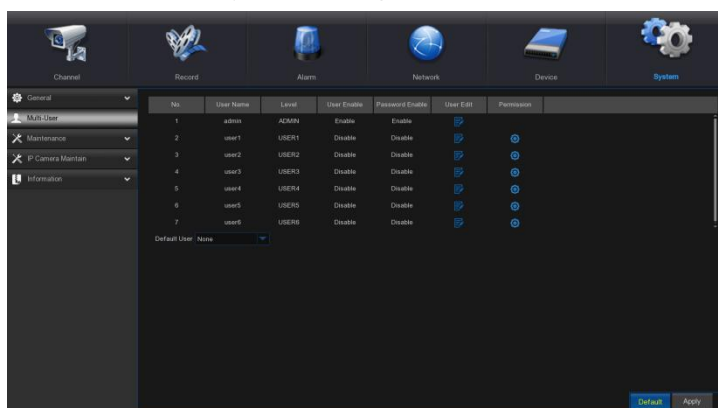 Channel Record Alarm Network Device System
General
Multi-User
Maintenance
IP Camera Maintain
Information
No. User Name Level User Enable Password Enable User Edit Permission
1 admin ADMIN Enable Enable
2 user1 USER1 Disable Disable
3 user2 USER2 Disable Disable
4 user3 USER3 Disable Disable
5 user4 USER4 Disable Disable
6 user5 USER5 Disable Disable
7 user6 USER6 Disable Disable
Default User None
Default Apply